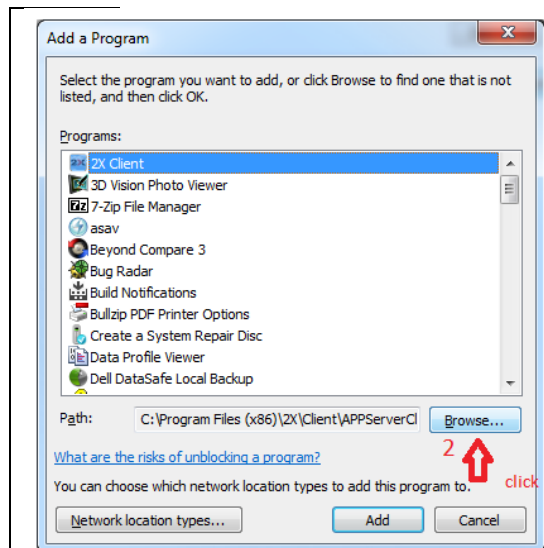 Add a Program
Select the program you want to add, or click Browse to find one that is not
listed, and then click OK.
Programs:
2X Client
3D Vision Photo Viewer
7-Zip File Manager
asav
Beyond Compare 3
Bug Radar
Build Notifications
Bullzip PDF Printer Options
Create a System Repair Disc
Data Profile Viewer
Dell DataSafe Local Backup
Path: C:\Program Files (x86)\2X\Client\APPServerCl Browse...
What are the risks of unblocking a program? 2
click
You can choose which network location types to add this program to.
Network location types... Add Cancel